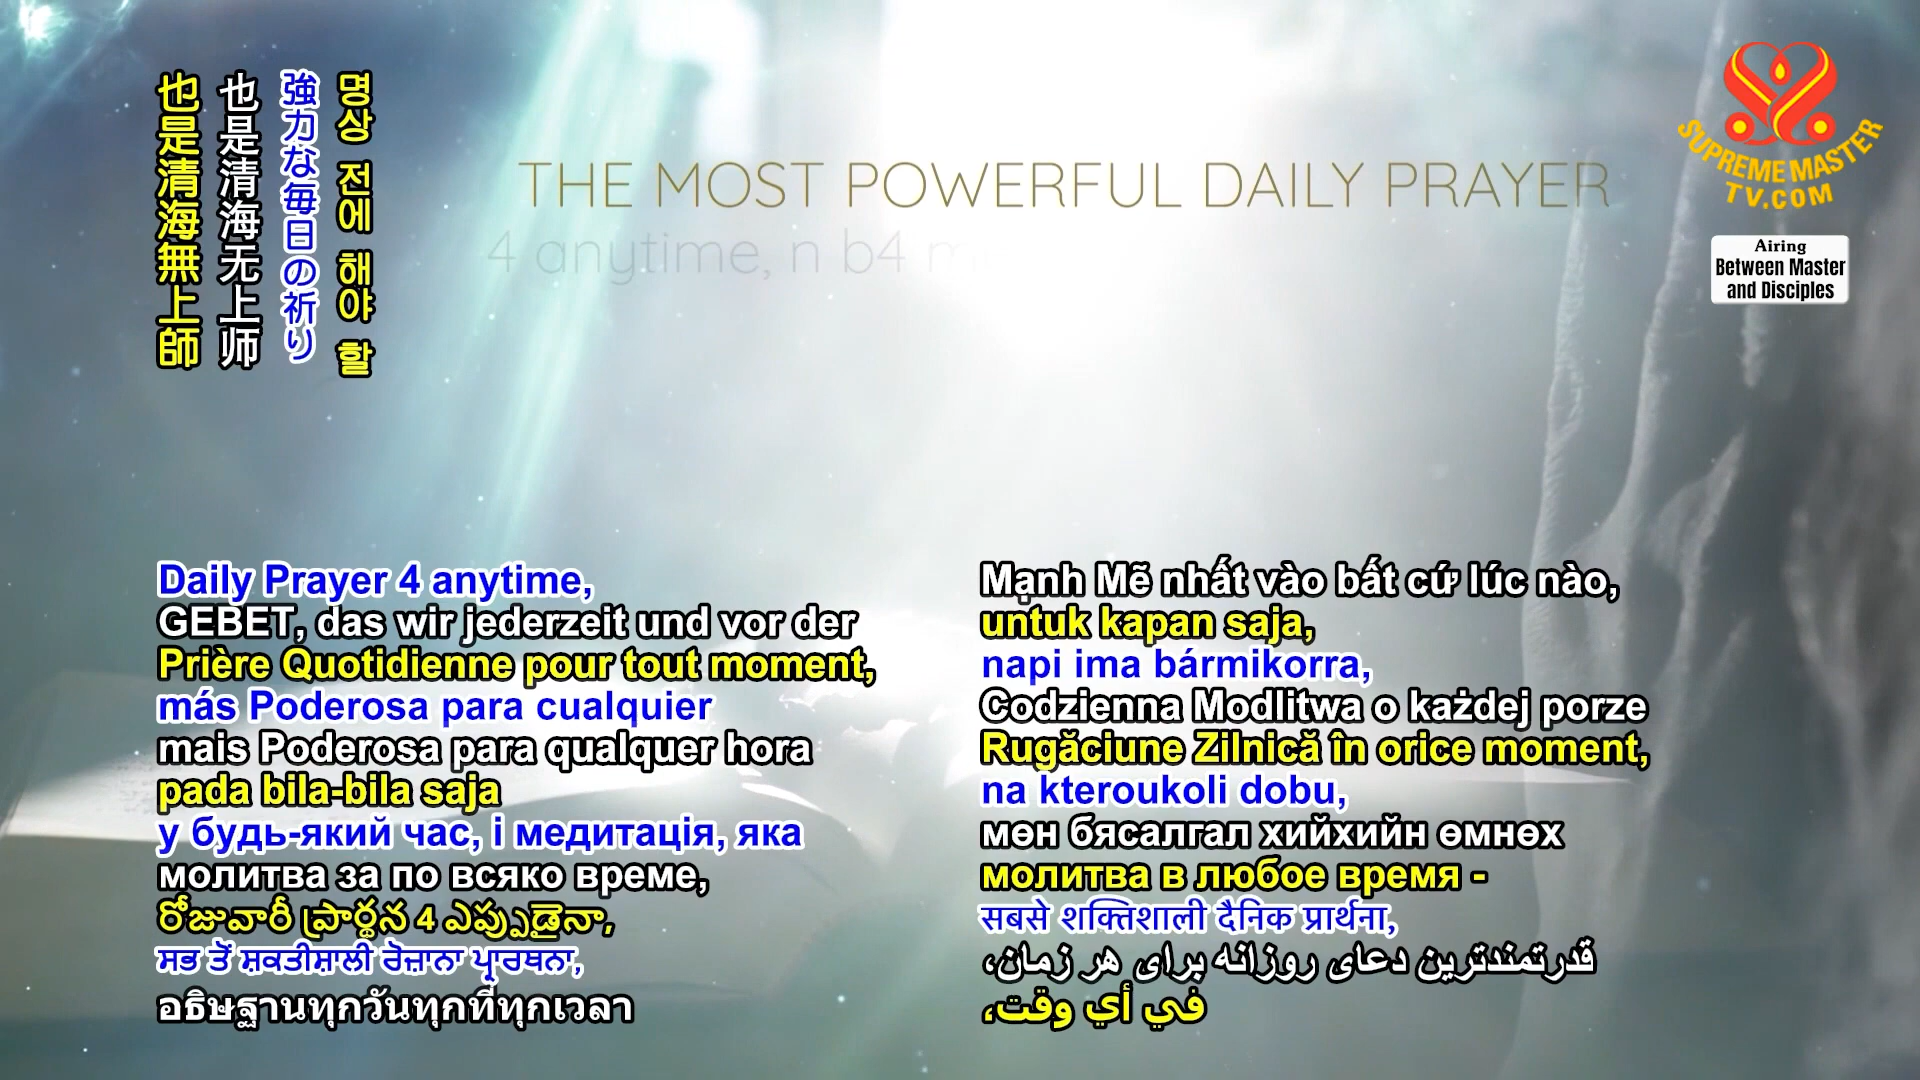 也是清海無上師
也是清海无上师
強力な毎日の祈り
명상 전에 해야 할
THE MOST POWERFUL DAILY PRAYER
4 anytime, n b4
SUPREME MASTER
TV.COM
Airing
Between Master
and Disciples
Daily Prayer 4 anytime,
GEBET, das wir jederzeit und vor der
Prière Quotidienne pour tout moment,
más Poderosa para cualquier
mais Poderosa para qualquer hora
pada bila-bila saja
у будь-який час, і медитація, яка
молитва за по всяко време,
రోజువారీ ప్రార్థన 4 ఎప్పుడైనా,
ਸਭ ਤੋਂ ਸ਼ਕਤੀਸ਼ਾਲੀ ਰੋਜ਼ਾਨਾ ਪ੍ਰਾਰਥਨਾ,
อธิษฐานทุกวันทุกที่ทุกเวลา
Mạnh Mẽ nhất vào bất cứ lúc nào,
untuk kapan saja,
napi ima bármikorra,
Codzienna Modlitwa o każdej porze
Rugăciune Zilnică în orice moment,
na kteroukoli dobu,
мөн бясалгал хийхийн өмнөх
молитва в любое время -
सबसे शक्तिशाली दैनिक प्रार्थना,
قدرتمندترین دعای روزانه برای هر زمان،
في أي وقت،